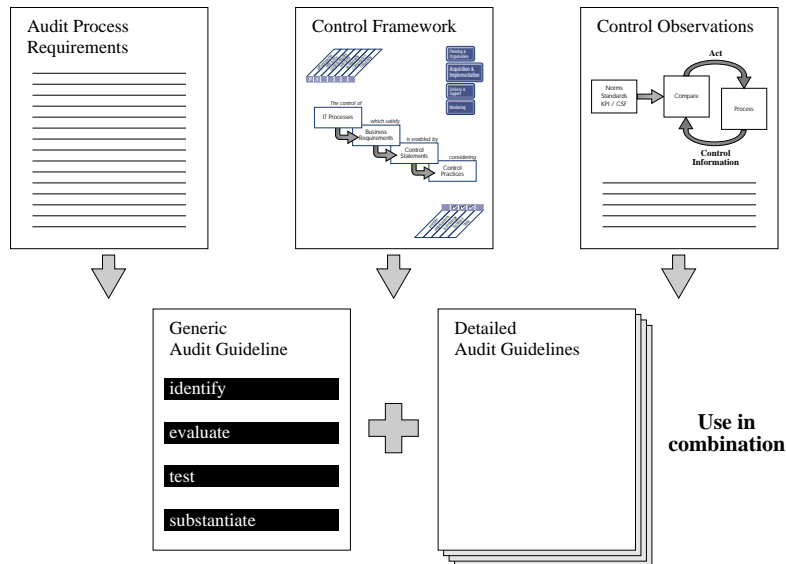 Audit Process
Requirements
Control Framework
Planning &
Organisation
Acquisition &
Implementation
Delivery &
Support
Monitoring
P S
The control of
IT Processes
which satisfy
Business
Requirements
is enabled by
Control
Statements
considering
Control
Practices
Control Observations
Act
Norms
Standards
KPI / CSF
Compare
Process
Control
Information
Generic
Audit Guideline
identify
evaluate
test
substantiate
Detailed
Audit Guidelines
Use in
combination